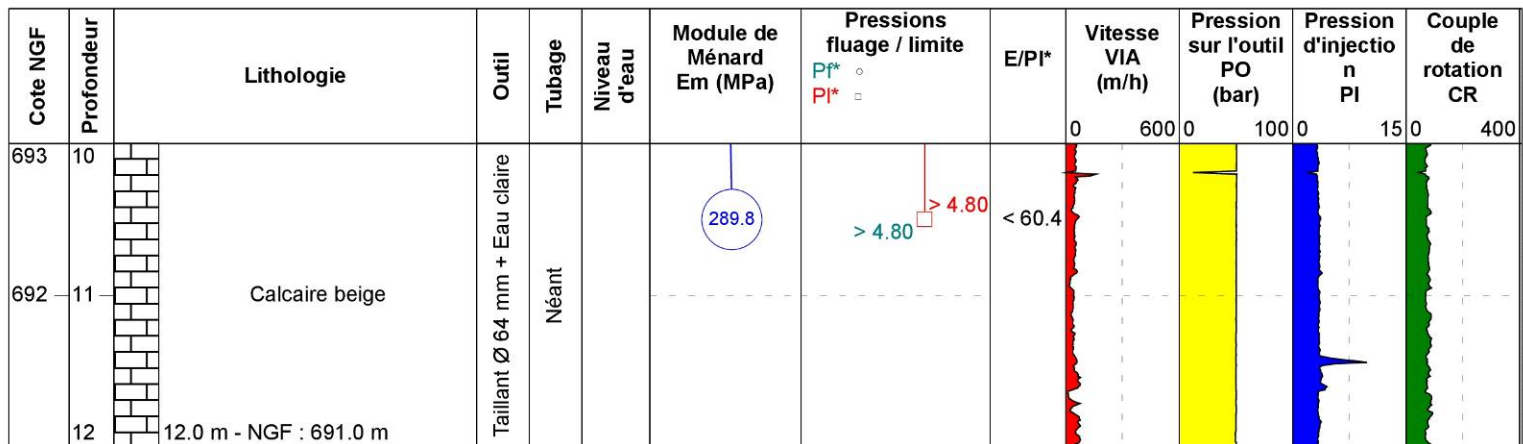 Cote NGF
Profondeur
Lithologie
Outil
Tubage
Niveau
d'eau
Module de
Ménard
Em (MPa)
Pressions
fluage / limite
Pf*
Pl*
E/Pl*
Vitesse
VIA
(m/h)
0 600
Pression
sur l'outil
PO
(bar)
0 100
Pression
d'injectio
n
PI
0 15
Couple
de
rotation
CR
0 400
693 10
692 11
12
Calcaire beige
12.0 m - NGF : 691.0 m
Taillant Ø 64 mm + Eau claire
Néant
289.8
> 4.80
> 4.80
< 60.4